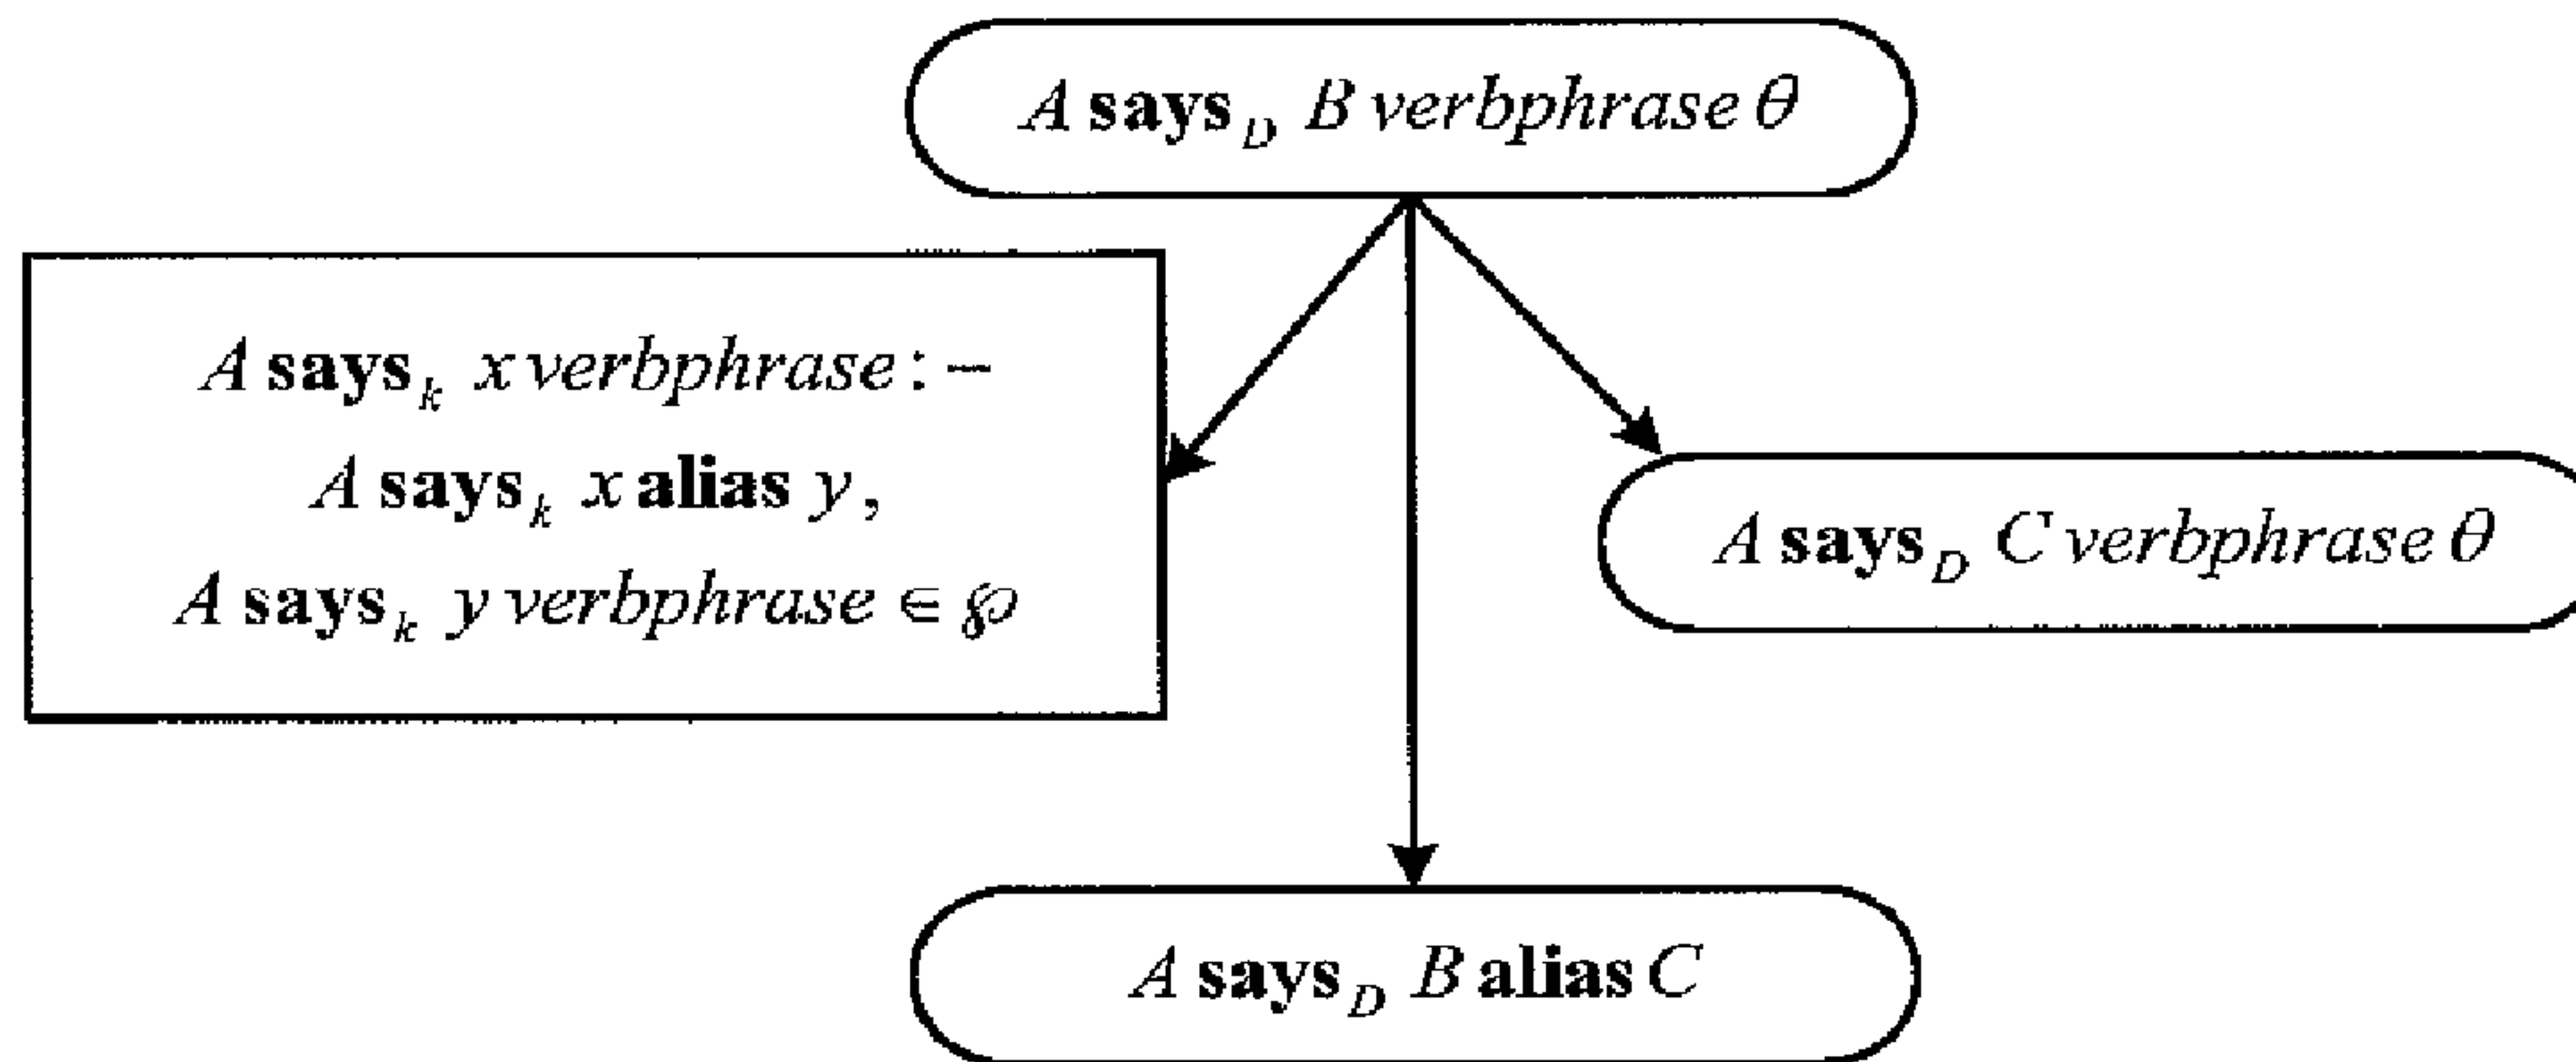 A says_D B verbphrase θ
A says_k x verbphrase :–
A says_k x alias y,
A says_k y verbphrase ∈ ℘
A says_D C verbphrase θ
A says_D B alias C